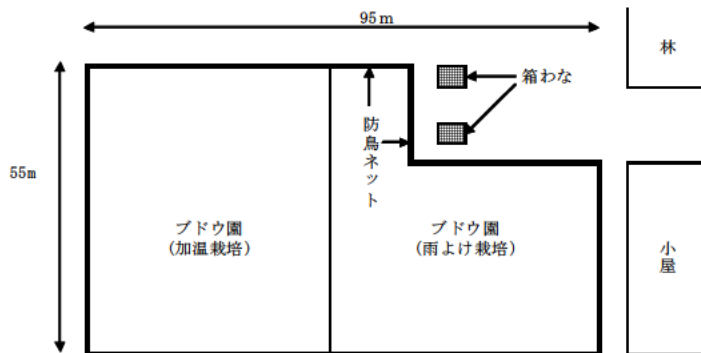 95m
林
箱わな
防鳥ネット
55m
ブドウ園
(加温栽培)
ブドウ園
(雨よけ栽培)
小屋